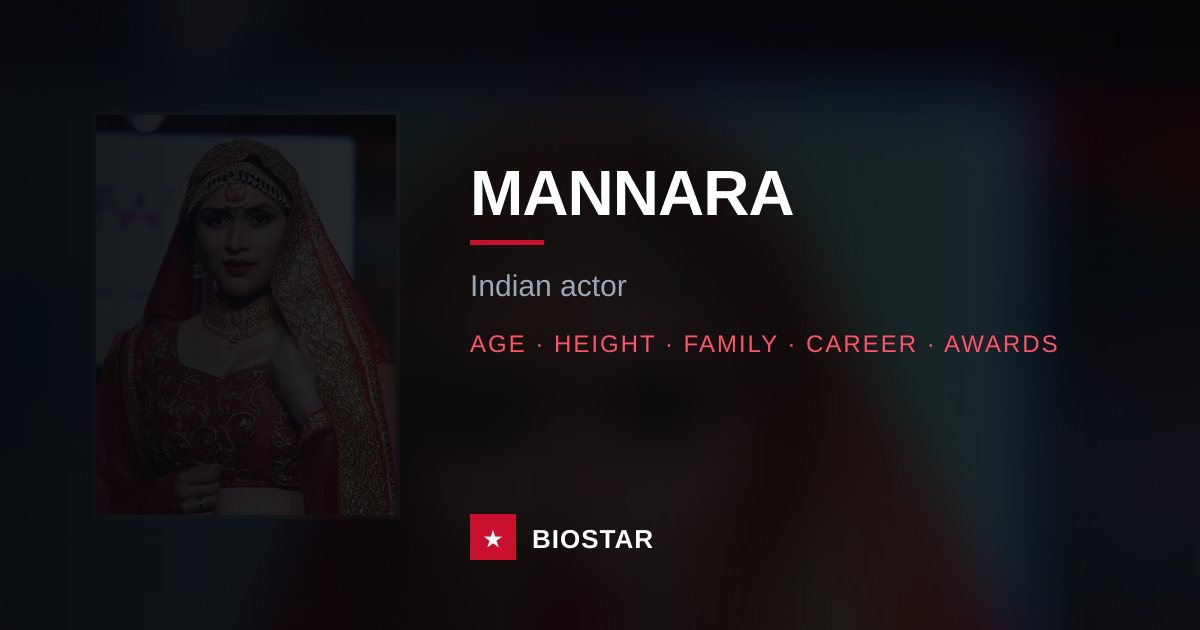 MANNARA
Indian actor
AGE · HEIGHT · FAMILY · CAREER · AWARDS
BIOSTAR